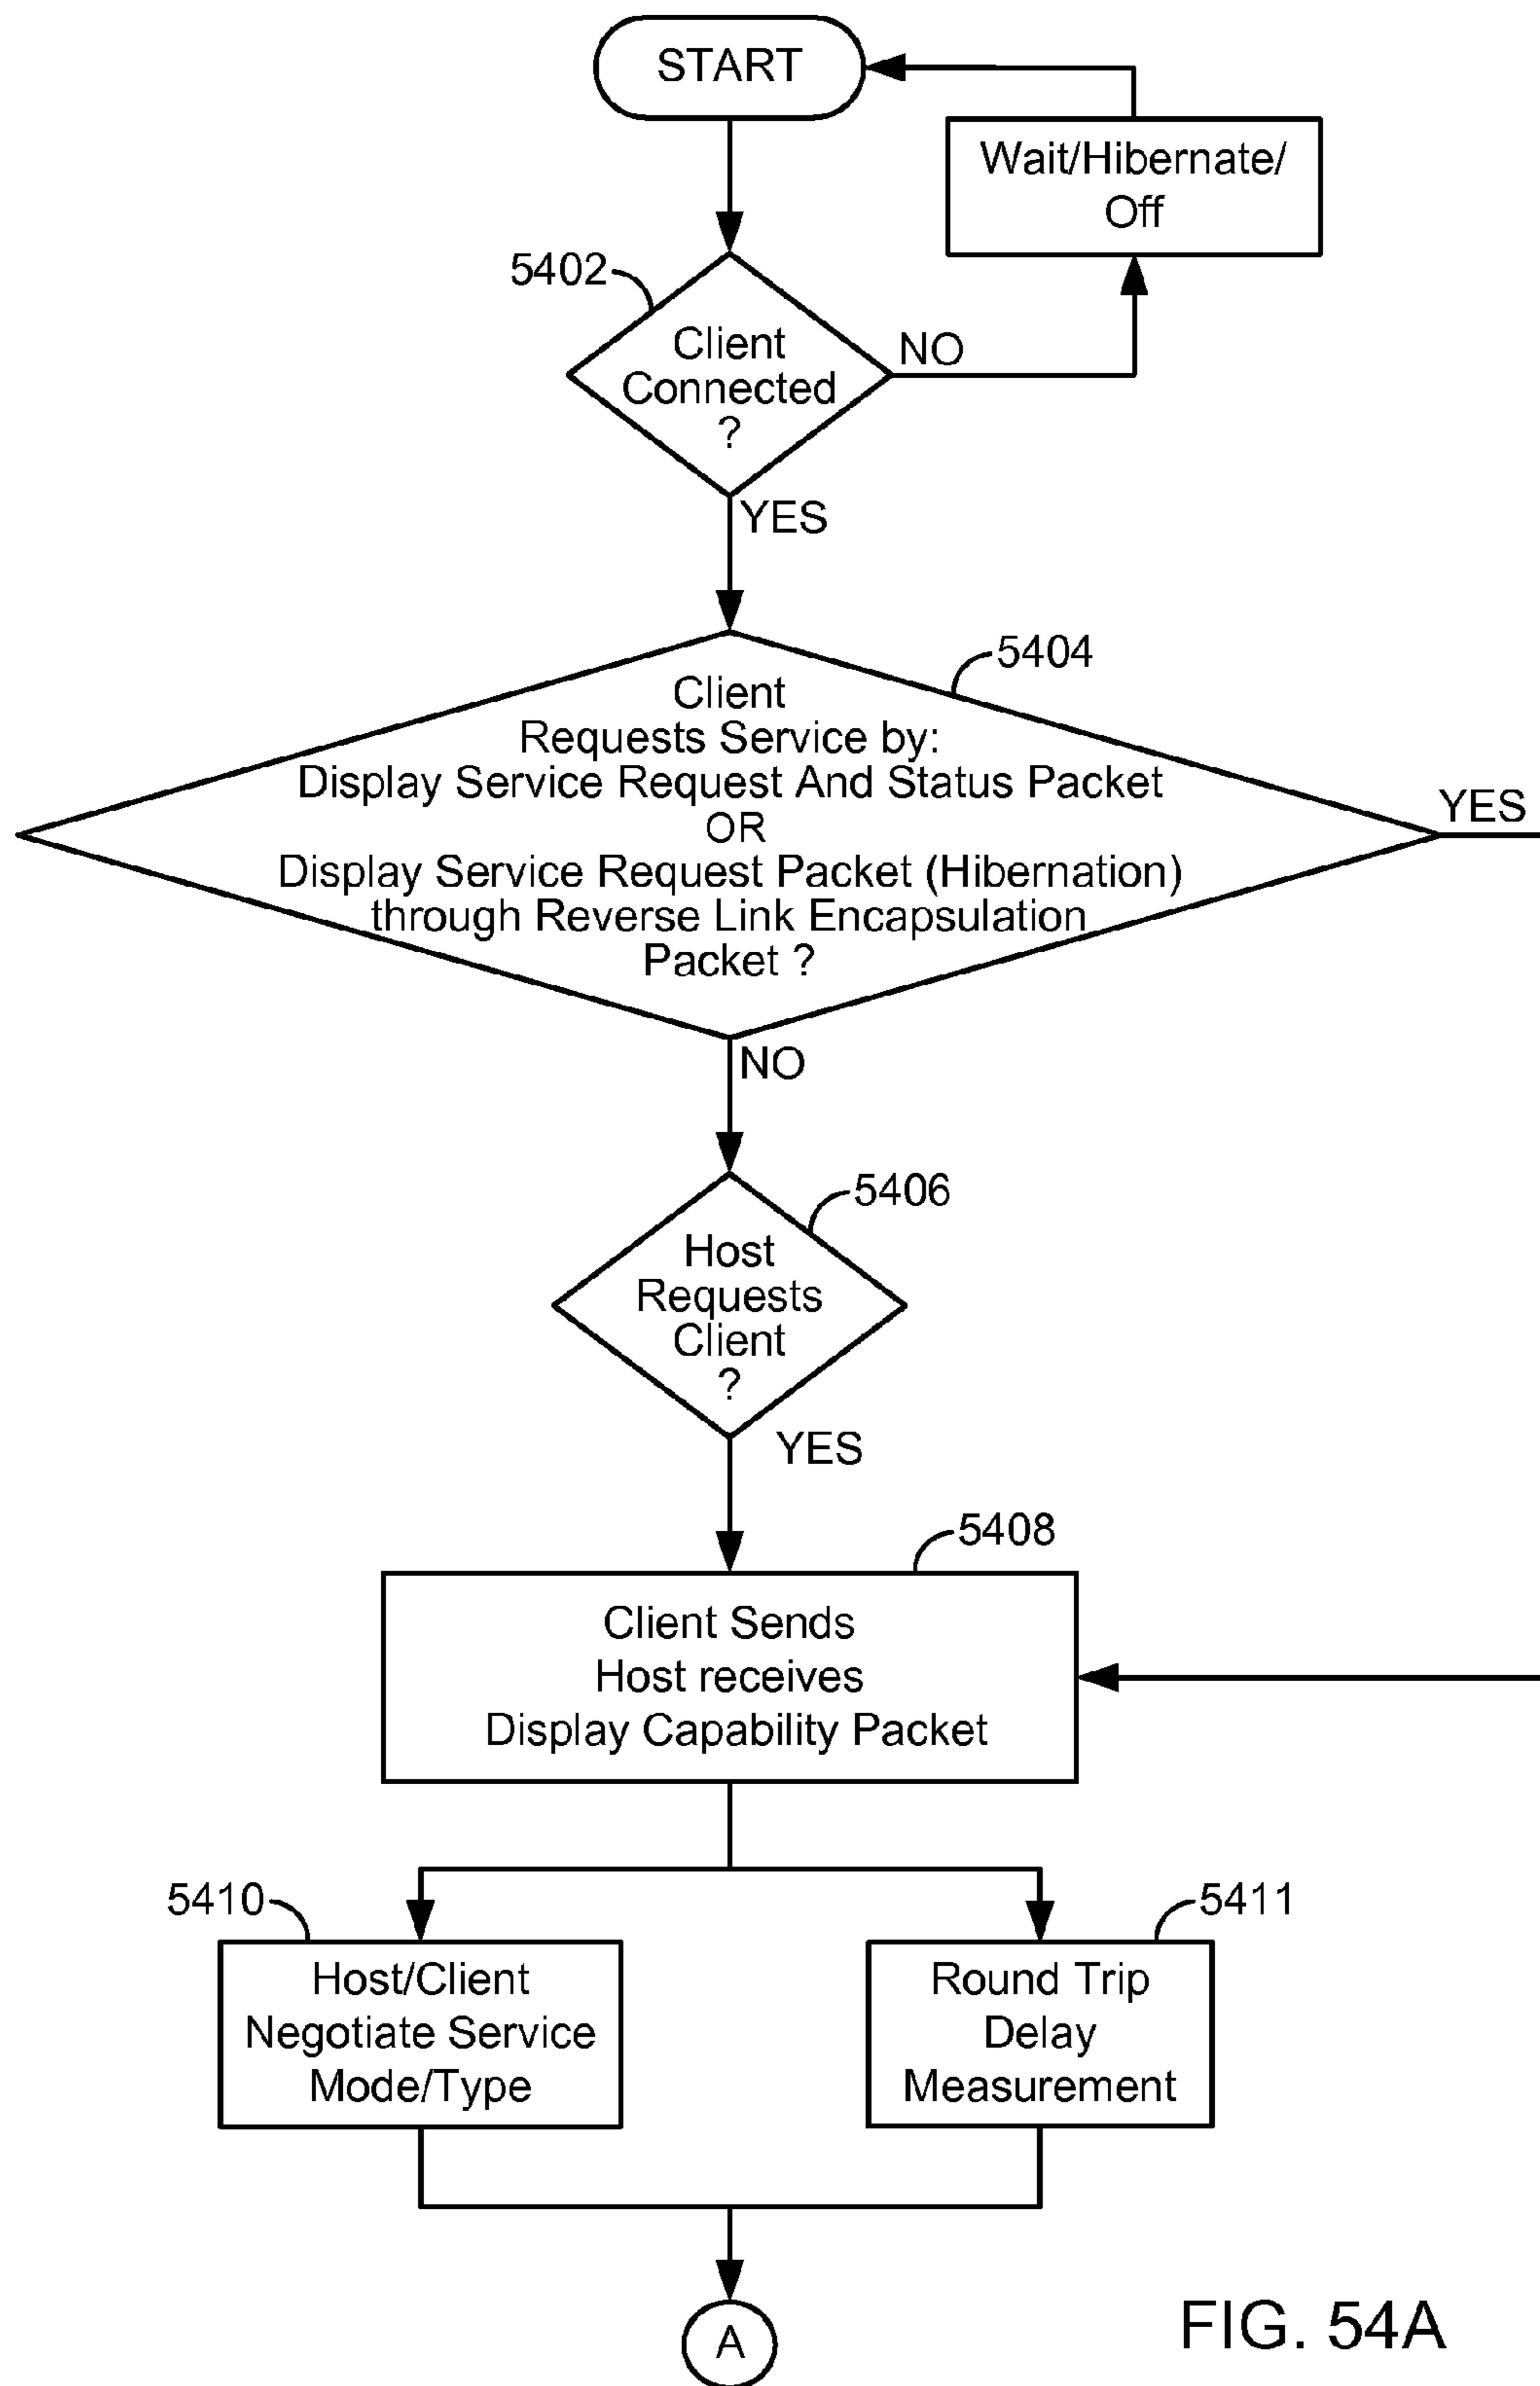 START
Wait/Hibernate/
Off
5402
Client
Connected
?
NO
YES
5404
Client
Requests Service by:
Display Service Request And Status Packet
OR
Display Service Request Packet (Hibernation)
through Reverse Link Encapsulation
Packet ?
YES
NO
5406
Host
Requests
Client
?
YES
5408
Client Sends
Host receives
Display Capability Packet
5410
Host/Client
Negotiate Service
Mode/Type
5411
Round Trip
Delay
Measurement
A
FIG. 54A